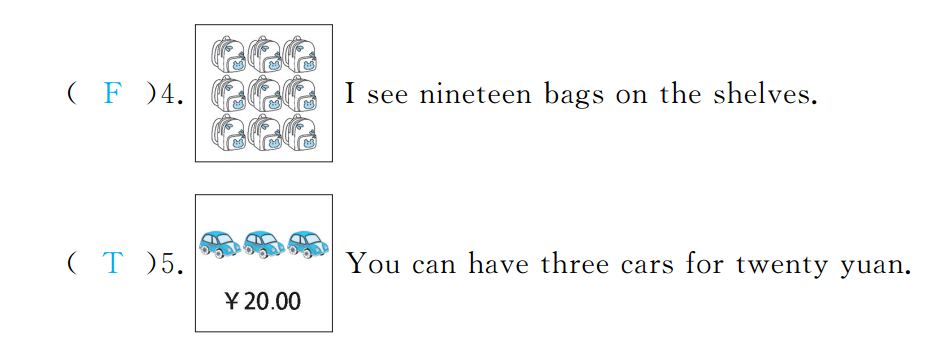 ( F )4. I see nineteen bags on the shelves.
( T )5. You can have three cars for twenty yuan.
¥20.00